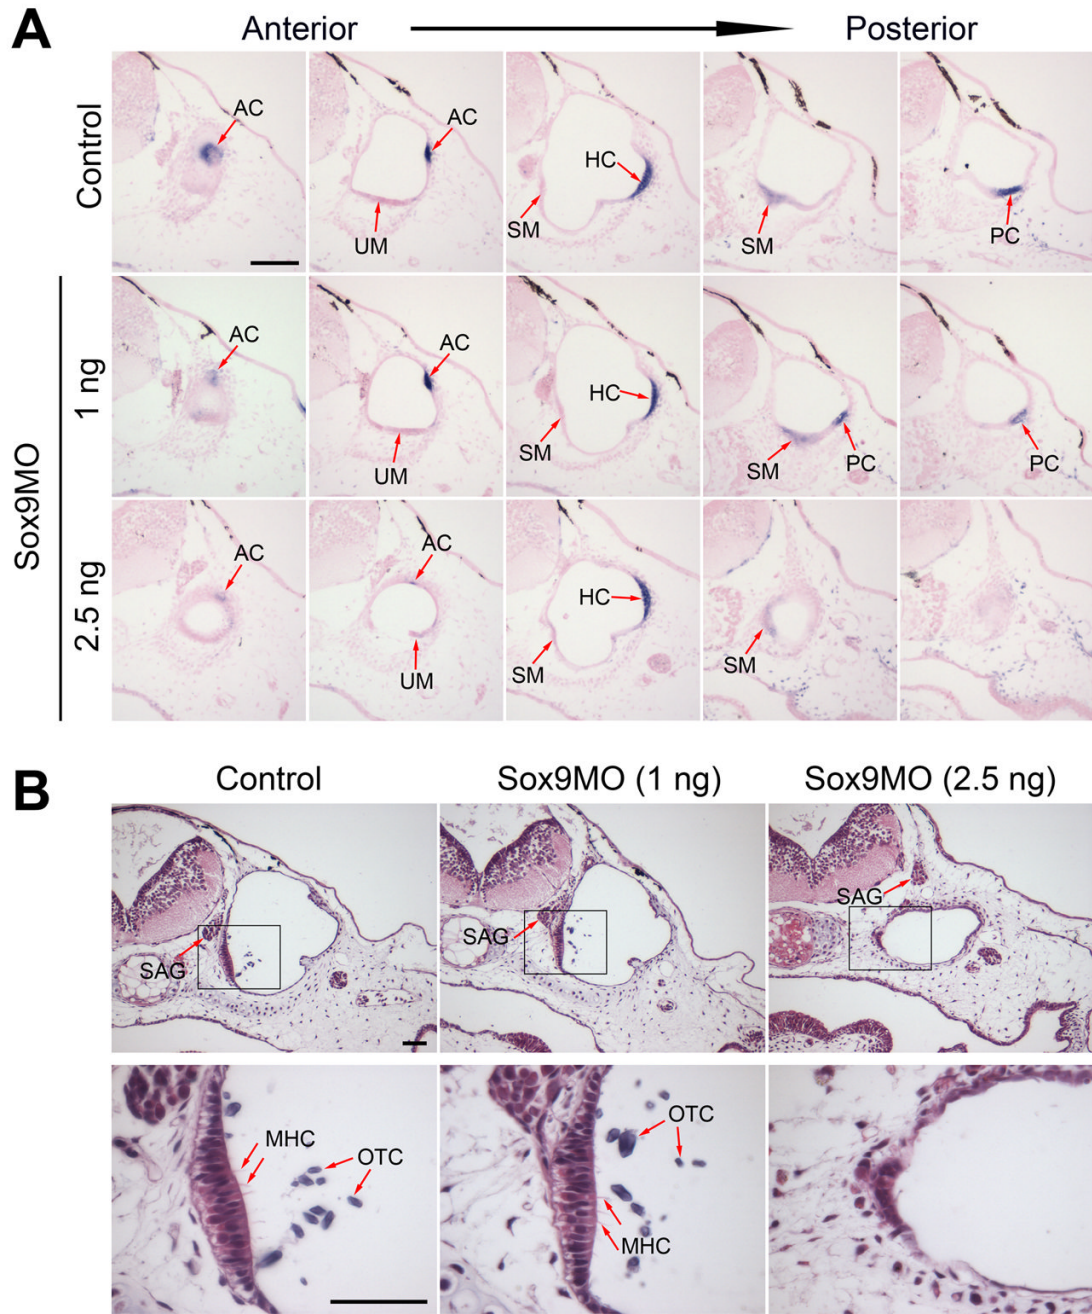 A
Anterior
Posterior
Control
AC
UM
AC
HC
SM
SM
PC
Sox9MO
1 ng
AC
UM
AC
HC
SM
SM
PC
PC
2.5 ng
AC
AC
UM
HC
SM
SM
B
Control
Sox9MO (1 ng)
Sox9MO (2.5 ng)
SAG
SAG
SAG
MHC
OTC
OTC
MHC